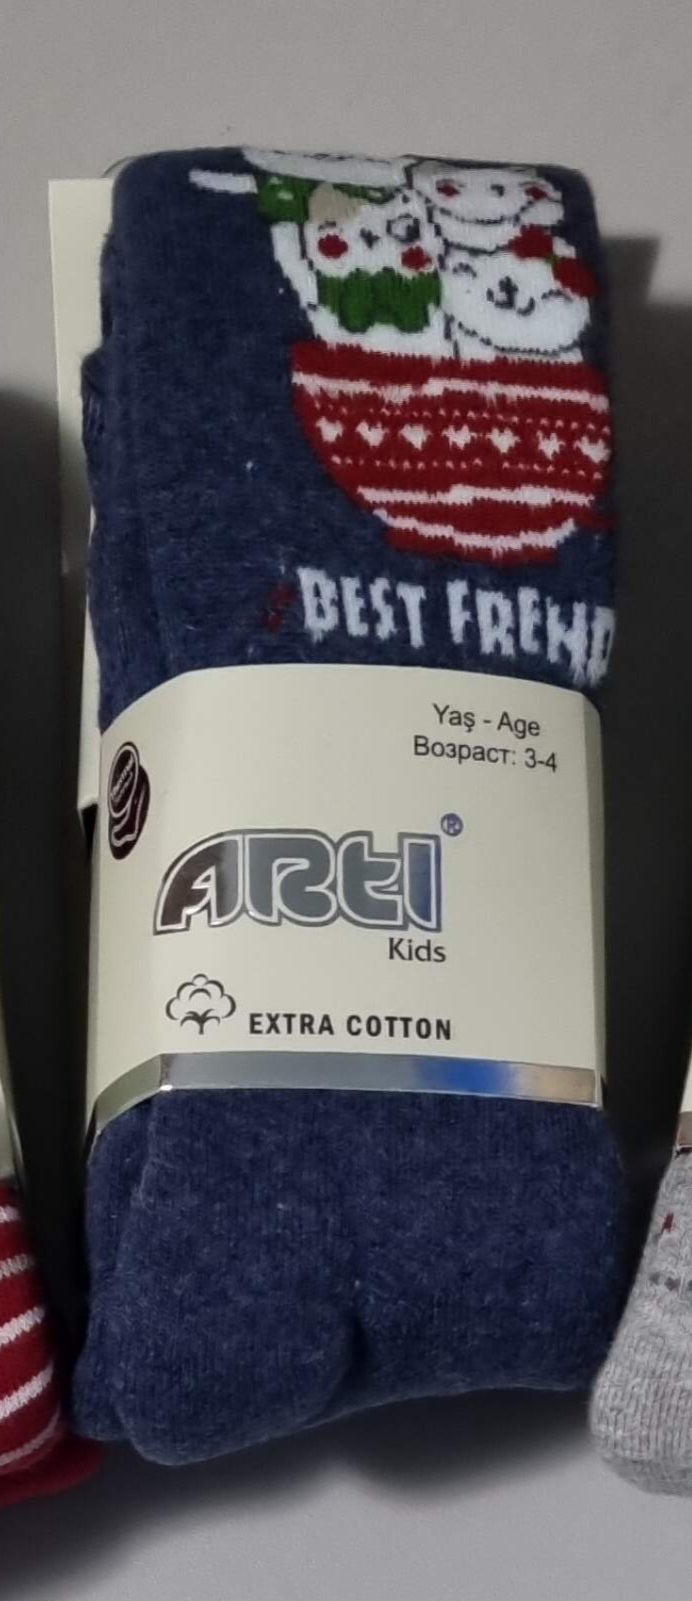 BEST FREND
Yaş - Age
Возраст: 3-4
ARTI®
Kids
EXTRA COTTON